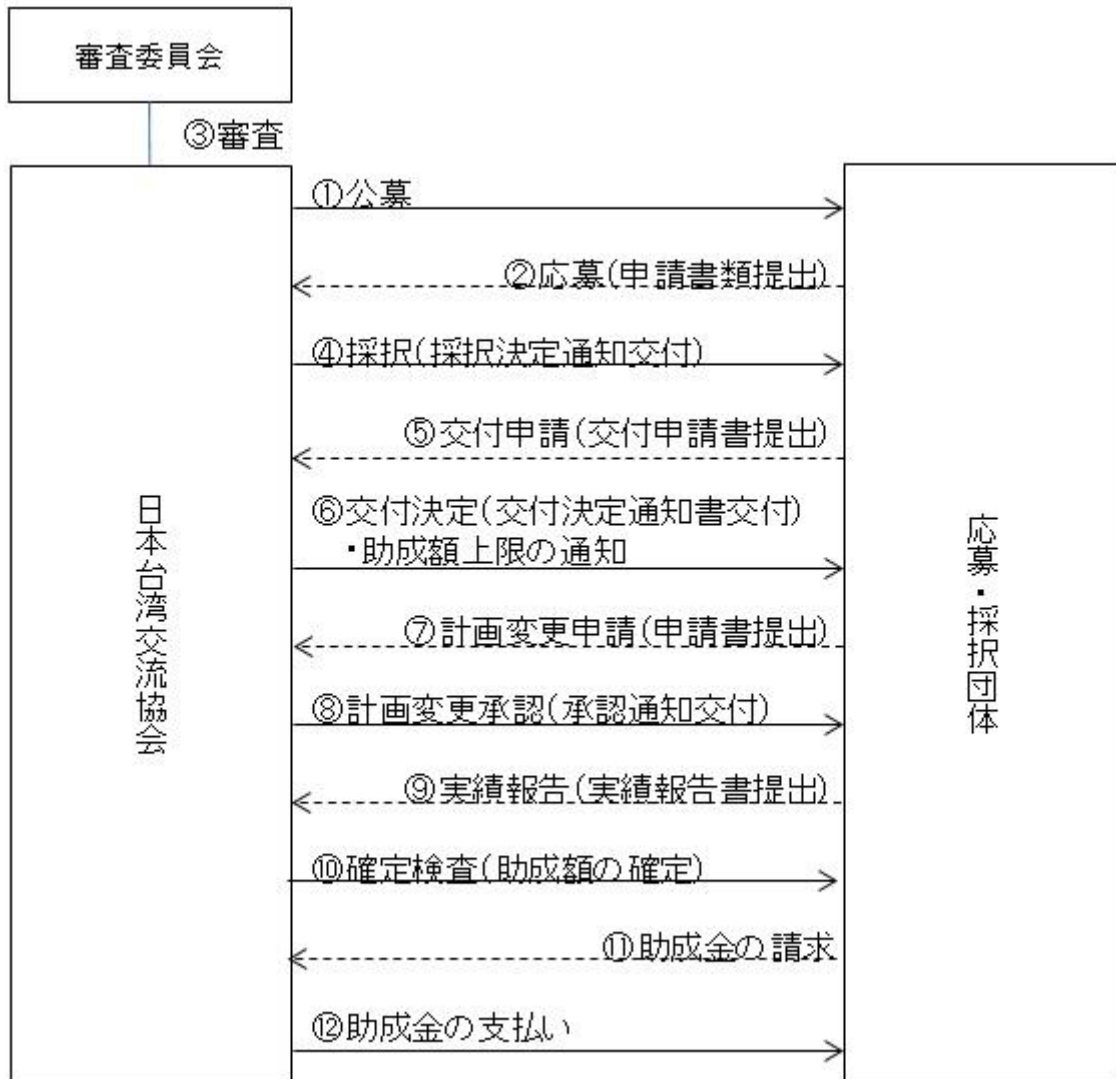 審査委員会
③審査
①公募
②応募(申請書類提出)
④採択(採択決定通知交付)
⑤交付申請(交付申請書提出)
⑥交付決定(交付決定通知書交付)
・助成額上限の通知
⑦計画変更申請(申請書提出)
⑧計画変更承認(承認通知交付)
⑨実績報告(実績報告書提出)
⑩確定検査(助成額の確定)
⑪助成金の請求
⑫助成金の支払い
日本台湾交流協会
応募・採択団体